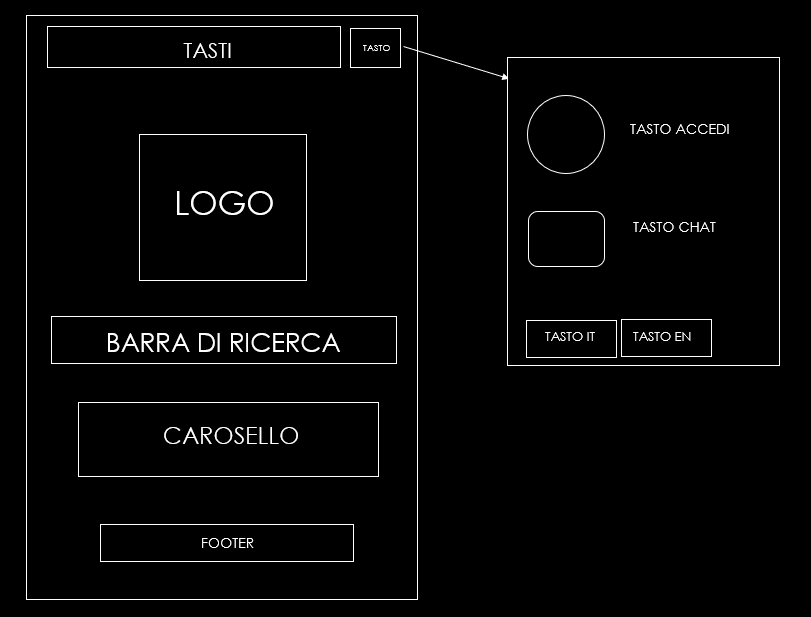 TASTI
TASTO
LOGO
BARRA DI RICERCA
CAROSELLO
FOOTER
TASTO ACCEDI
TASTO CHAT
TASTO IT
TASTO EN